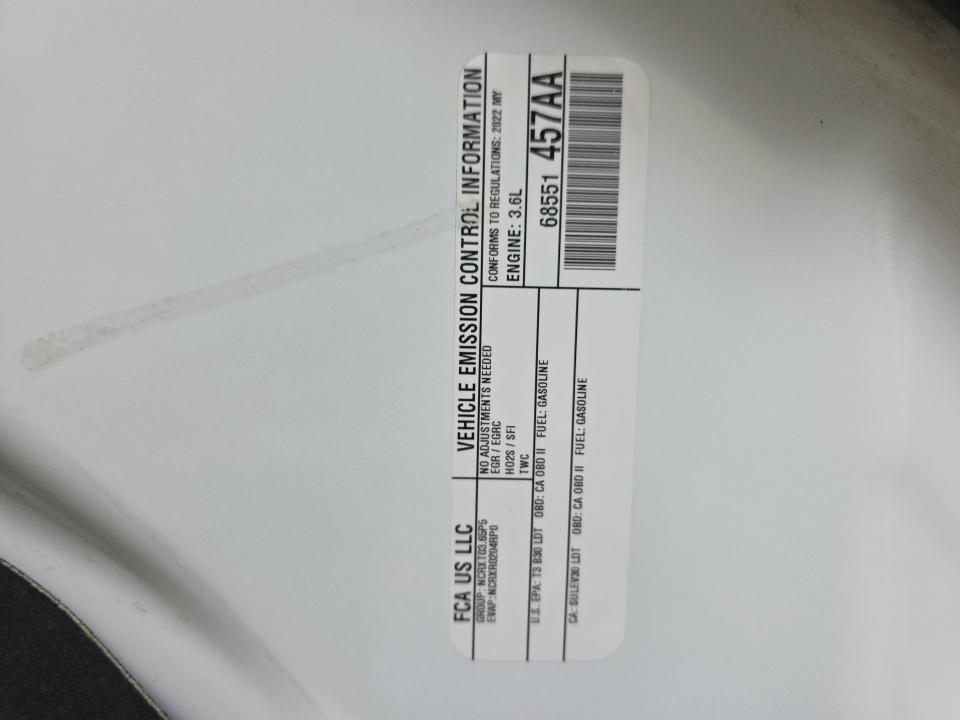 FCA US LLC VEHICLE EMISSION CONTROL INFORMATION
GROUP: NCRXT03.65P5
EVAP: NCRXR0204RP0
NO ADJUSTMENTS NEEDED
EGR / EGRC
HO2S / SFI
TWC
CONFORMS TO REGULATIONS: 2022 MY
ENGINE: 3.6L
U.S. EPA: T3 B30 LDT OBD: CA OBD II FUEL: GASOLINE
CA: SULEV30 LDT OBD: CA OBD II FUEL: GASOLINE
68551 457AA